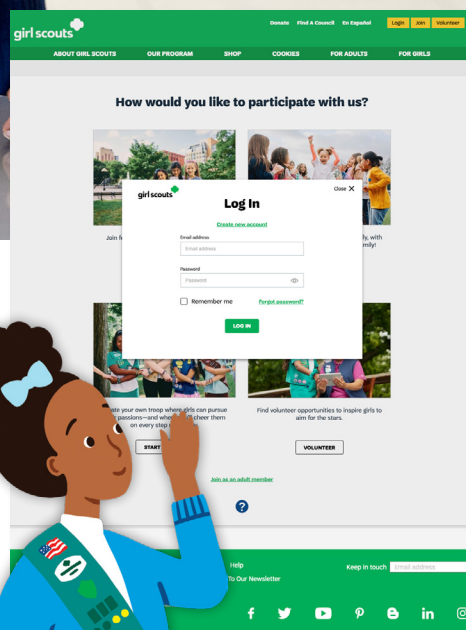 Donate Find A Council En Español Login Join Volunteer
girl scouts
ABOUT GIRL SCOUTS OUR PROGRAM SHOP COOKIES FOR ADULTS FOR GIRLS
How would you like to participate with us?
Close X
girl scouts
Log In
Create new account
Join
ly, with
Email address
Email address
Password
Password
Remember me Forgot password?
LOG IN
your own troop where girls can pursue
passions—and where cheer them
on every step
Find volunteer opportunities to inspire girls to
aim for the stars.
START
VOLUNTEER
Join as an adult member
?
Help
To Our Newsletter
Keep in touch Email address